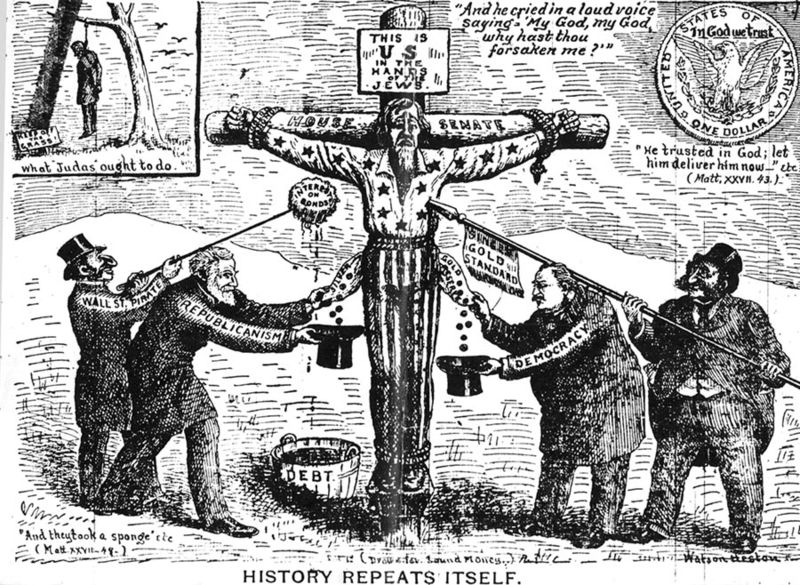 "And he cried in a loud voice
saying- 'My God, my God,
why hast thou
forsaken me?'"
THIS IS
US
IN THE
HANDS
OF THE
JEWS.
UNITED STATES OF AMERICA
In God we trust
ONE DOLLAR
what Judas ought to do.
"He trusted in God; let
him deliver him now-" etc
(Matt. XXVII. 43.)
HOUSE
SENATE
INTEREST
ON
BONDS
SINGLE
GOLD
STANDARD
WALL ST. PIRATE
REPUBLICANISM
SILVER
GOLD
DEMOCRACY
DEBT
"And they took a sponge" etc
(Matt XXVII-48-)
Sound Money
Watson Heston
HISTORY REPEATS ITSELF.